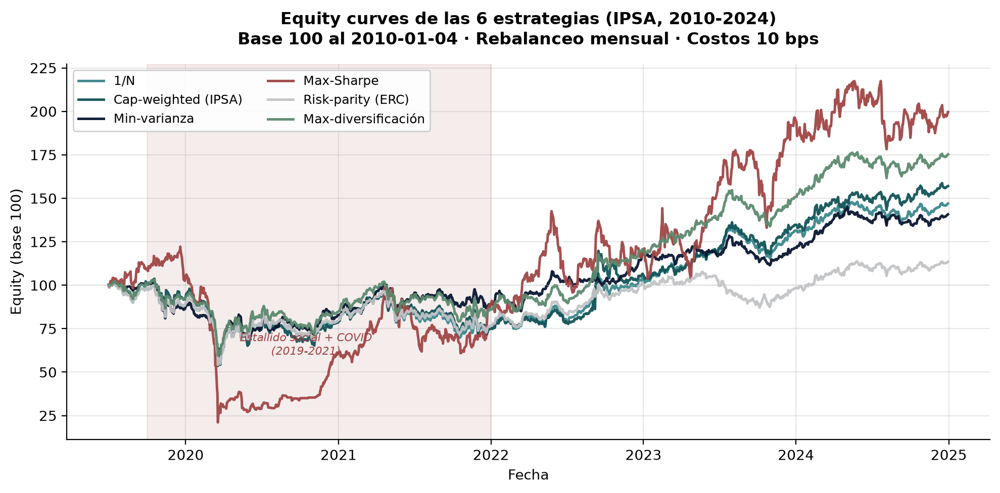 Equity curves de las 6 estrategias (IPSA, 2010-2024)
Base 100 al 2010-01-04 · Rebalanceo mensual · Costos 10 bps
Equity (base 100)
225
200
175
150
125
100
75
50
25
1/N
Cap-weighted (IPSA)
Min-varianza
Max-Sharpe
Risk-parity (ERC)
Max-diversificación
Estallido social + COVID
(2019-2021)
2020
2021
2022
2023
2024
2025
Fecha